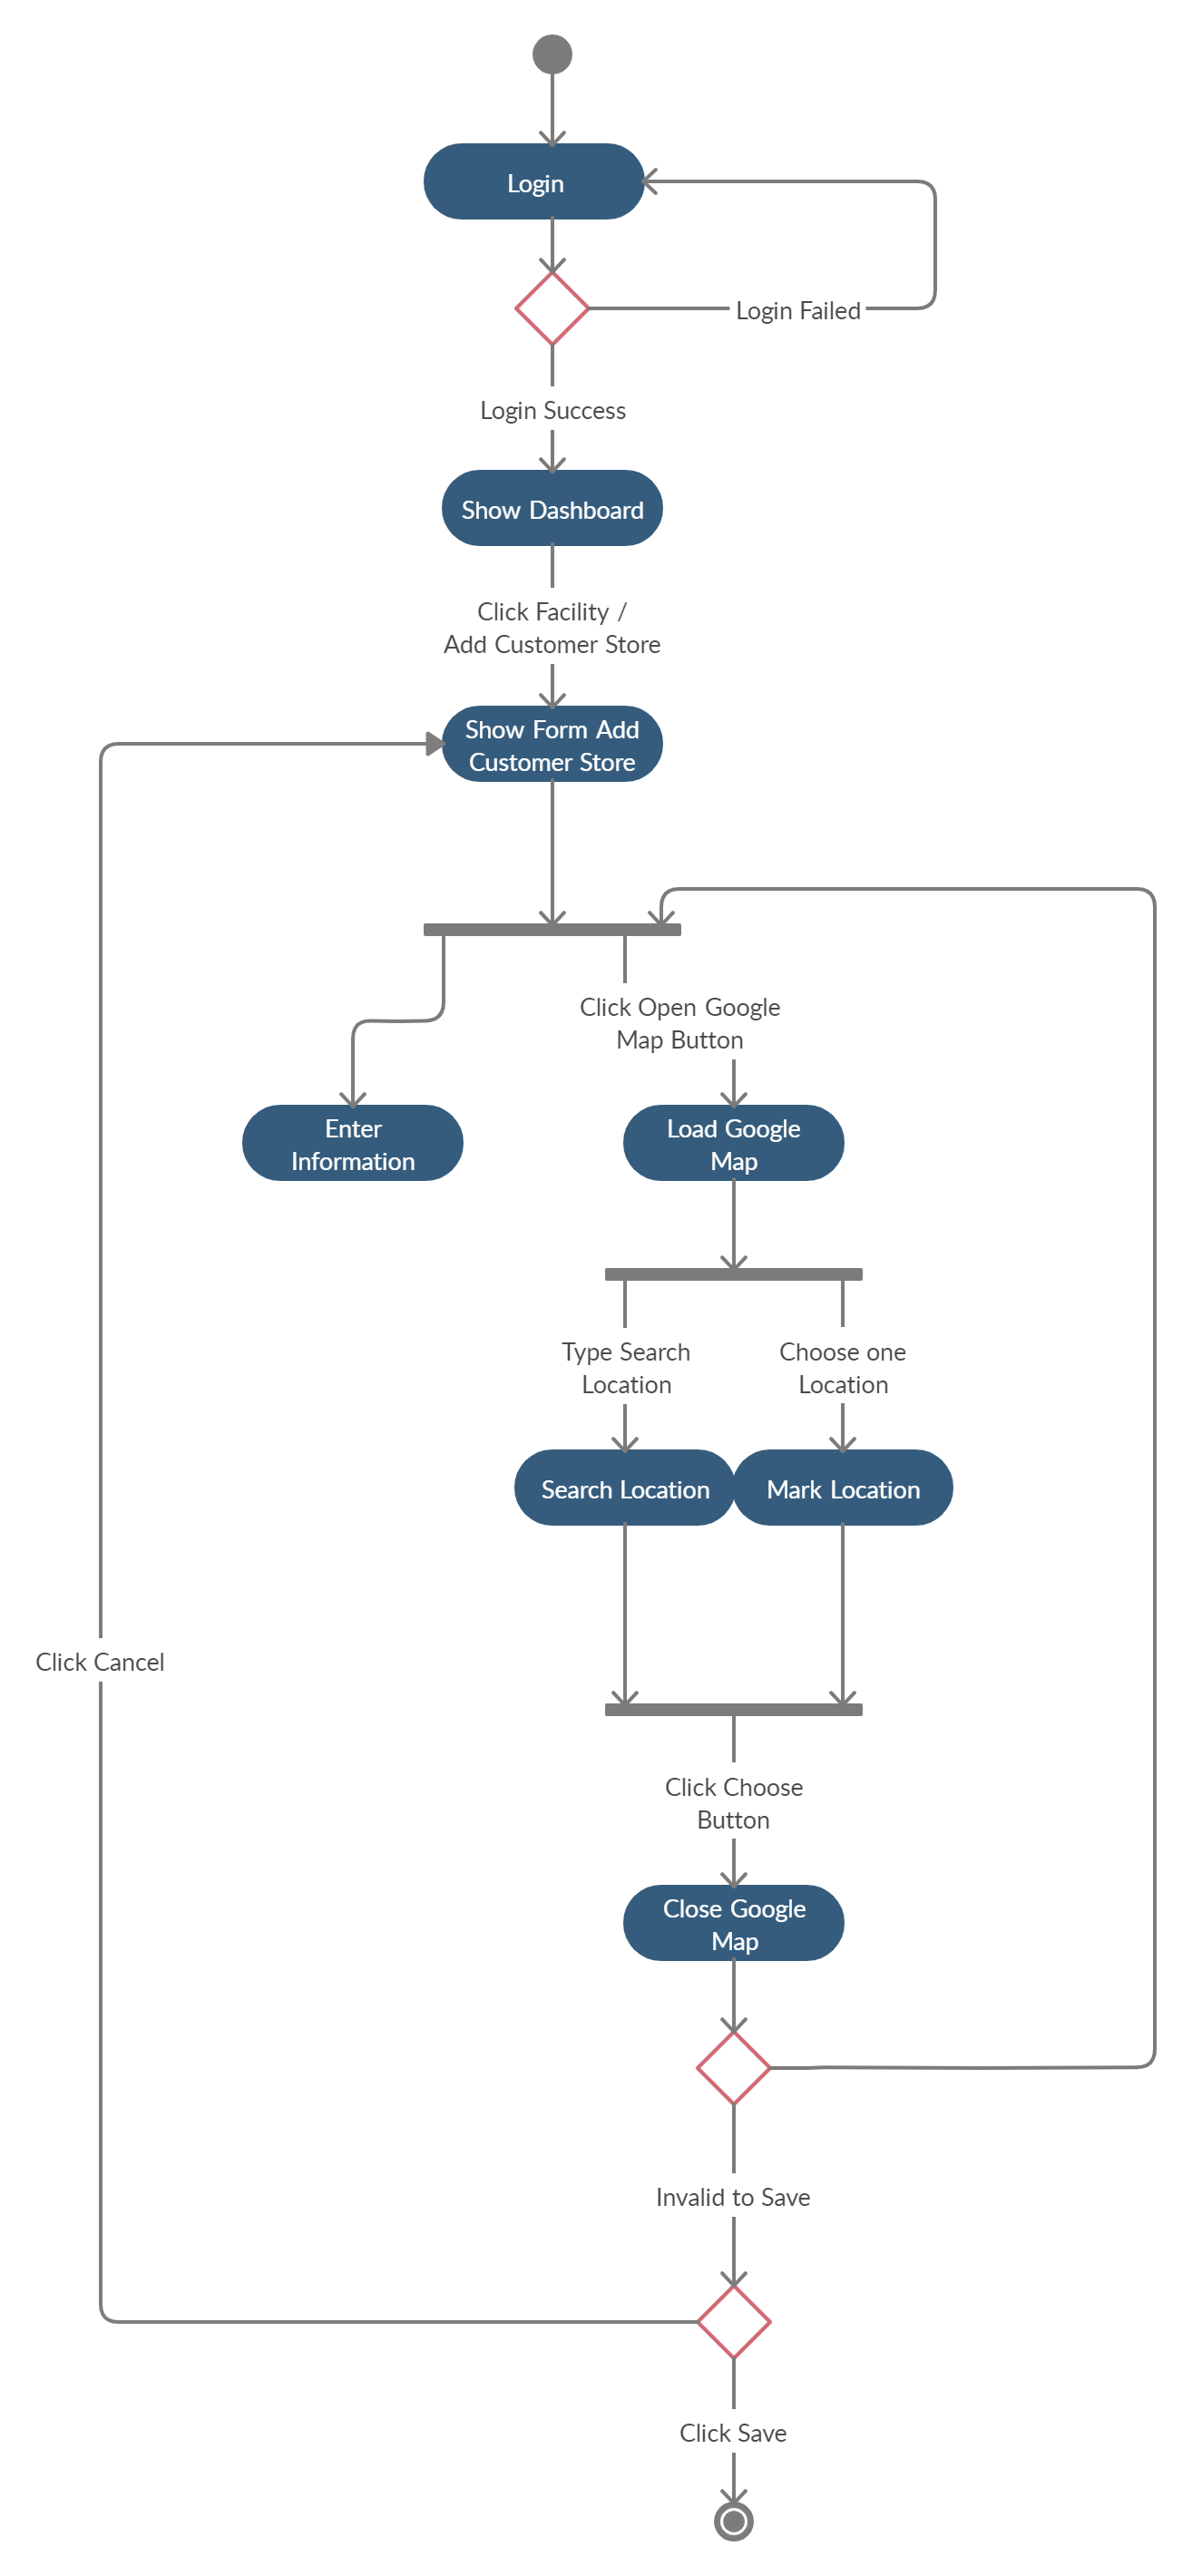 Login
Login Failed
Login Success
Show Dashboard
Click Facility /
Add Customer Store
Show Form Add
Customer Store
Click Open Google
Map Button
Enter
Information
Load Google
Map
Type Search
Location
Choose one
Location
Search Location
Mark Location
Click Cancel
Click Choose
Button
Close Google
Map
Invalid to Save
Click Save